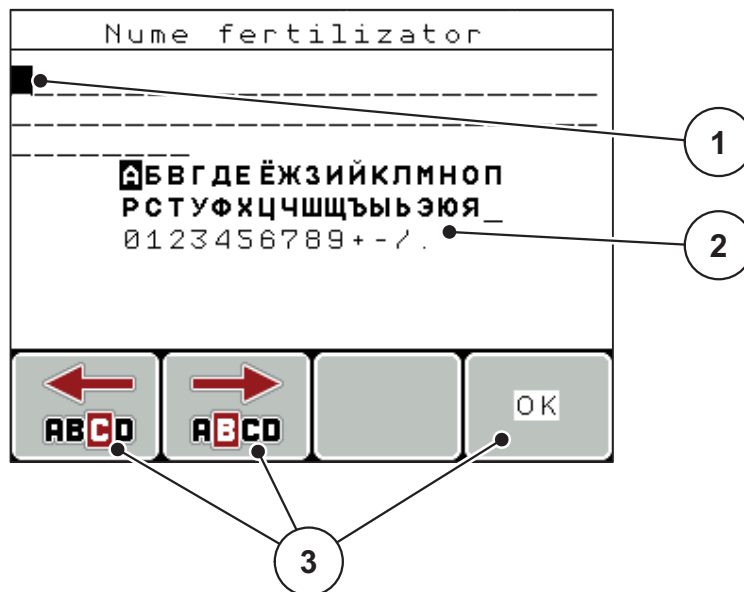 Nume fertilizator
1
АБВГДЕЁЖЗИЙКЛМНОП
РСТУФХЦЧШЩЪЫЬЭЮЯ_
0123456789+-/.
2
ABCD ABCD OK
3